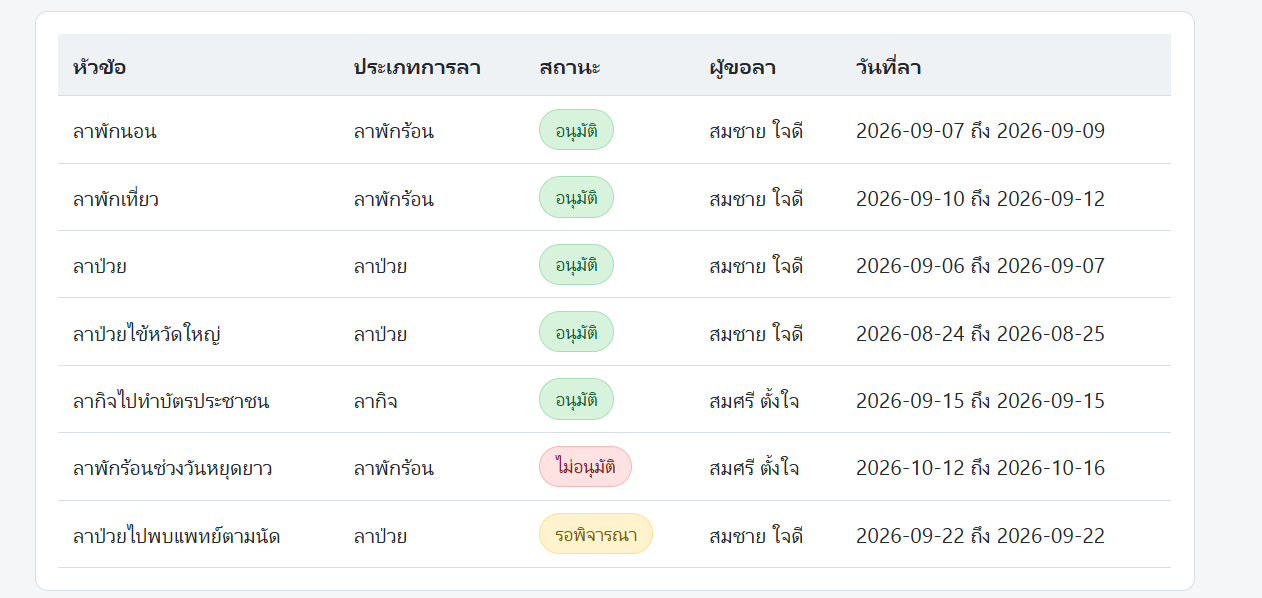 หัวข้อ ประเภทการลา สถานะ ผู้ขอลา วันที่ลา
ลาพักนอน ลาพักร้อน อนุมัติ สมชาย ใจดี 2026-09-07 ถึง 2026-09-09
ลาพักเที่ยว ลาพักร้อน อนุมัติ สมชาย ใจดี 2026-09-10 ถึง 2026-09-12
ลาป่วย ลาป่วย อนุมัติ สมชาย ใจดี 2026-09-06 ถึง 2026-09-07
ลาป่วยไข้หวัดใหญ่ ลาป่วย อนุมัติ สมชาย ใจดี 2026-08-24 ถึง 2026-08-25
ลากิจไปทำบัตรประชาชน ลากิจ อนุมัติ สมศรี ตั้งใจ 2026-09-15 ถึง 2026-09-15
ลาพักร้อนช่วงวันหยุดยาว ลาพักร้อน ไม่อนุมัติ สมศรี ตั้งใจ 2026-10-12 ถึง 2026-10-16
ลาป่วยไปพบแพทย์ตามนัด ลาป่วย รอพิจารณา สมชาย ใจดี 2026-09-22 ถึง 2026-09-22